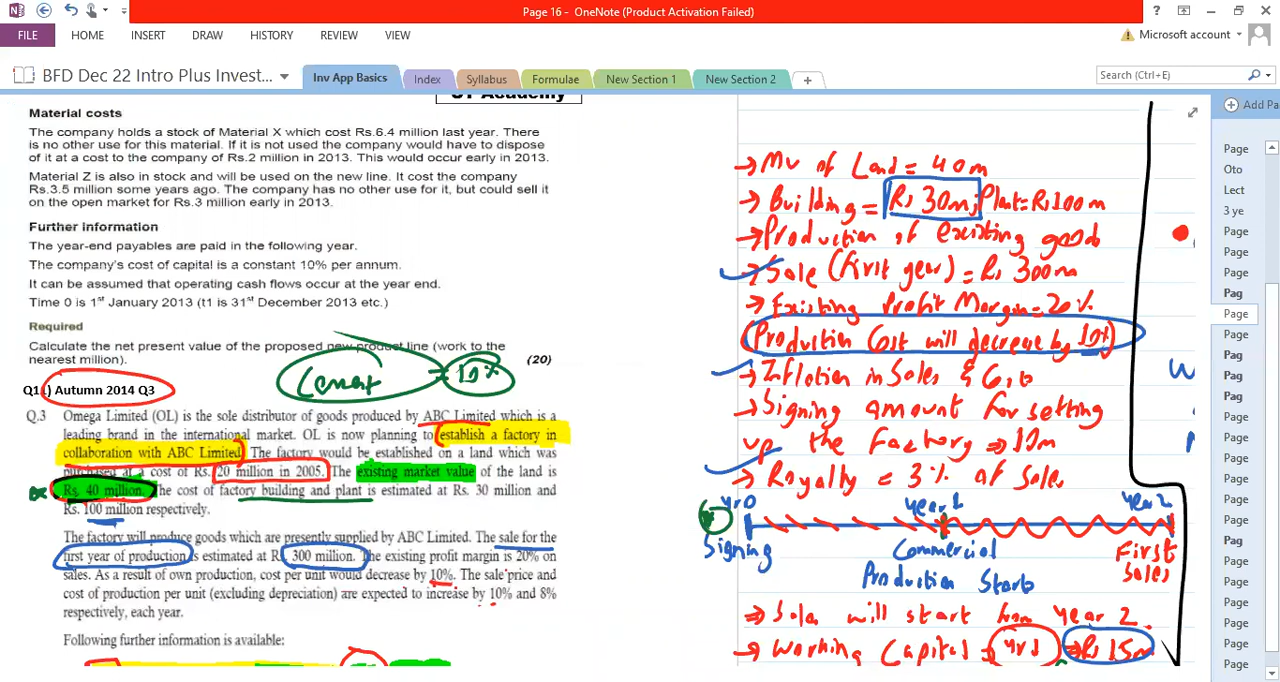 Page 16 - OneNote (Product Activation Failed)
FILE HOME INSERT DRAW HISTORY REVIEW VIEW
Microsoft account
BFD Dec 22 Intro Plus Invest...
Inv App Basics Index Syllabus Formulae New Section 1 New Section 2
Search (Ctrl+E)
Add Pa
Academy
Material costs
The company holds a stock of Material X which cost Rs.6.4 million last year. There
is no other use for this material. If it is not used the company would have to dispose
of it at a cost to the company of Rs.2 million in 2013. This would occur early in 2013.
Material Z is also in stock and will be used on the new line. It cost the company
Rs.3.5 million some years ago. The company has no other use for it, but could sell it
on the open market for Rs.3 million early in 2013.
Further information
The year-end payables are paid in the following year.
The company's cost of capital is a constant 10% per annum.
It can be assumed that operating cash flows occur at the year end.
Time 0 is 1st January 2013 (t1 is 31st December 2013 etc.)
Required
Calculate the net present value of the proposed new product line (work to the
nearest million).
(20)
= 10%
Autumn 2014 Q3
Q.3 Omega Limited (OL) is the sole distributor of goods produced by ABC Limited which is a
leading brand in the international market. OL is now planning to establish a factory in
collaboration with ABC Limited. The factory would be established on a land which was
purchased at a cost of Rs. 20 million in 2005. The existing market value of the land is
Rs. 40 million. The cost of factory building and plant is estimated at Rs. 30 million and
Rs. 100 million respectively.
The factory will produce goods which are presently supplied by ABC Limited. The sale for the
first year of production is estimated at Rs. 300 million. The existing profit margin is 20% on
sales. As a result of own production, cost per unit would decrease by 10%. The sale price and
cost of production per unit (excluding depreciation) are expected to increase by 10% and 8%
respectively, each year.
Following further information is available:
→ Mv of Land = 40m
→ Building = Rs 30m; Plant = Rs 100m
→ Production of existing goods
→ Sale (first year) = Rs 300m
→ Existing Profit Margin = 20%
(Production Cost will decrease by 10%)
→ Inflation in Sales &
→ Signing amount for setting
up the factory ⇒ 10m
→ Royalty = 3% of Sales
yr0 year 1 year 2
Signing Commercial First
Production Starts Sales
⇒ Sale will start from year 2.
→ Working Capital = yr1 ⇒ Rs 15m
Page
Oto
Lect
3 ye
Page
Page
Page
Pag
Page
Page
Pag
Pag
Pag
Page
Page
Page
Page
Page
Page
Pag
Page
Page
Page
Page
Page
Page